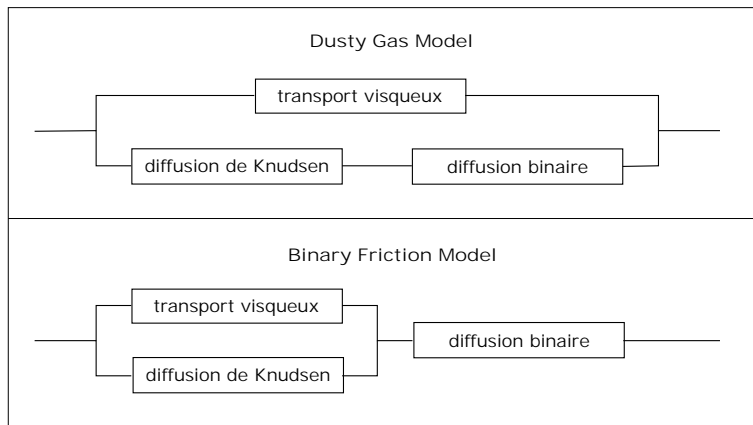 Dusty Gas Model
transport visqueux
diffusion de Knudsen
diffusion binaire
Binary Friction Model
transport visqueux
diffusion binaire
diffusion de Knudsen